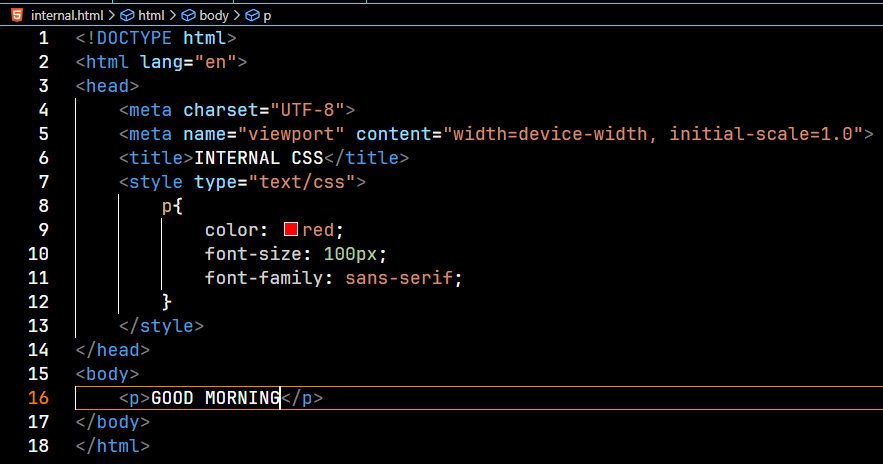 internal.html > html > body > p
1 <!DOCTYPE html>
2 <html lang="en">
3 <head>
4     <meta charset="UTF-8">
5     <meta name="viewport" content="width=device-width, initial-scale=1.0">
6     <title>INTERNAL CSS</title>
7     <style type="text/css">
8         p{
9             color: red;
10             font-size: 100px;
11             font-family: sans-serif;
12         }
13     </style>
14 </head>
15 <body>
16     <p>GOOD MORNING</p>
17 </body>
18 </html>